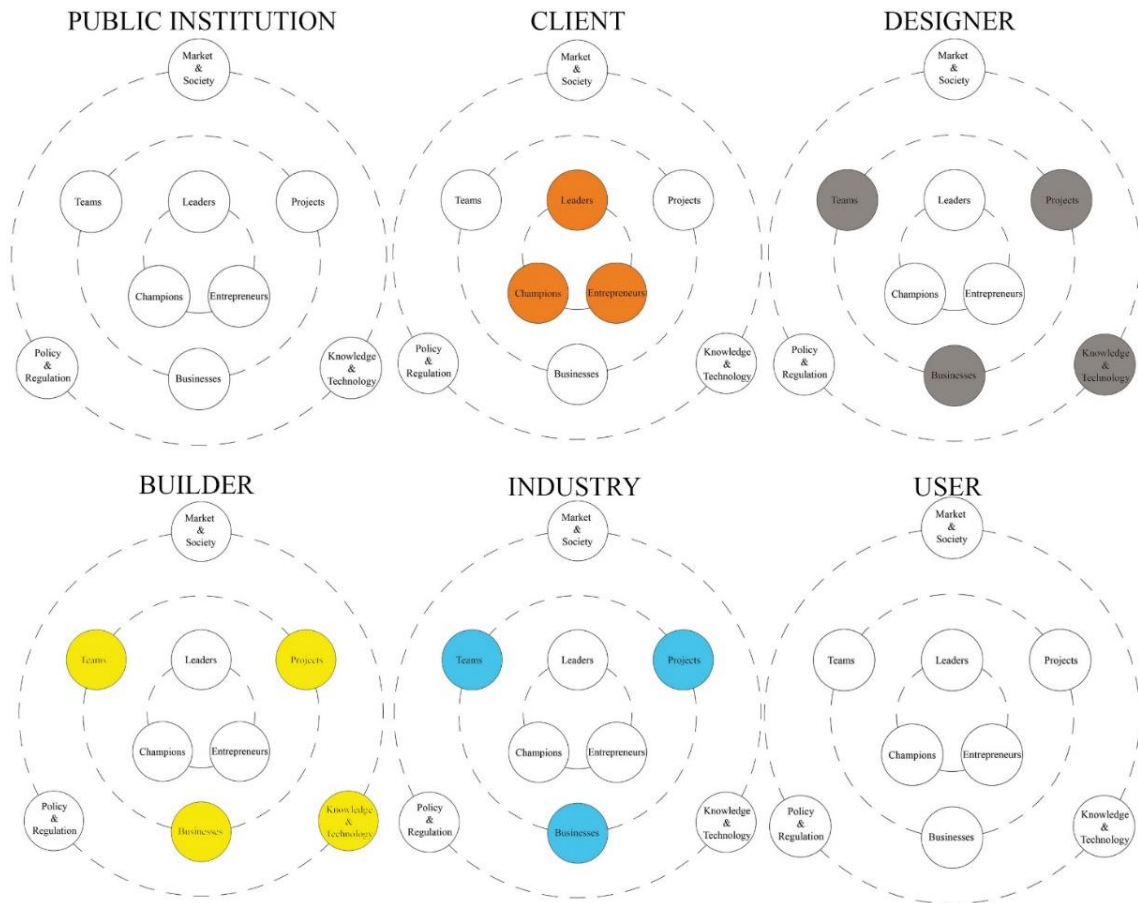 PUBLIC INSTITUTION
Market
&
Society
Teams
Leaders
Projects
Champions
Entrepreneurs
Policy
&
Regulation
Businesses
Knowledge
&
Technology
CLIENT
Market
&
Society
Teams
Leaders
Projects
Champions
Entrepreneurs
Policy
&
Regulation
Businesses
Knowledge
&
Technology
DESIGNER
Market
&
Society
Teams
Leaders
Projects
Champions
Entrepreneurs
Policy
&
Regulation
Businesses
Knowledge
&
Technology
BUILDER
Market
&
Society
Teams
Leaders
Projects
Champions
Entrepreneurs
Policy
&
Regulation
Businesses
Knowledge
&
Technology
INDUSTRY
Market
&
Society
Teams
Leaders
Projects
Champions
Entrepreneurs
Policy
&
Regulation
Businesses
Knowledge
&
Technology
USER
Market
&
Society
Teams
Leaders
Projects
Champions
Entrepreneurs
Policy
&
Regulation
Businesses
Knowledge
&
Technology